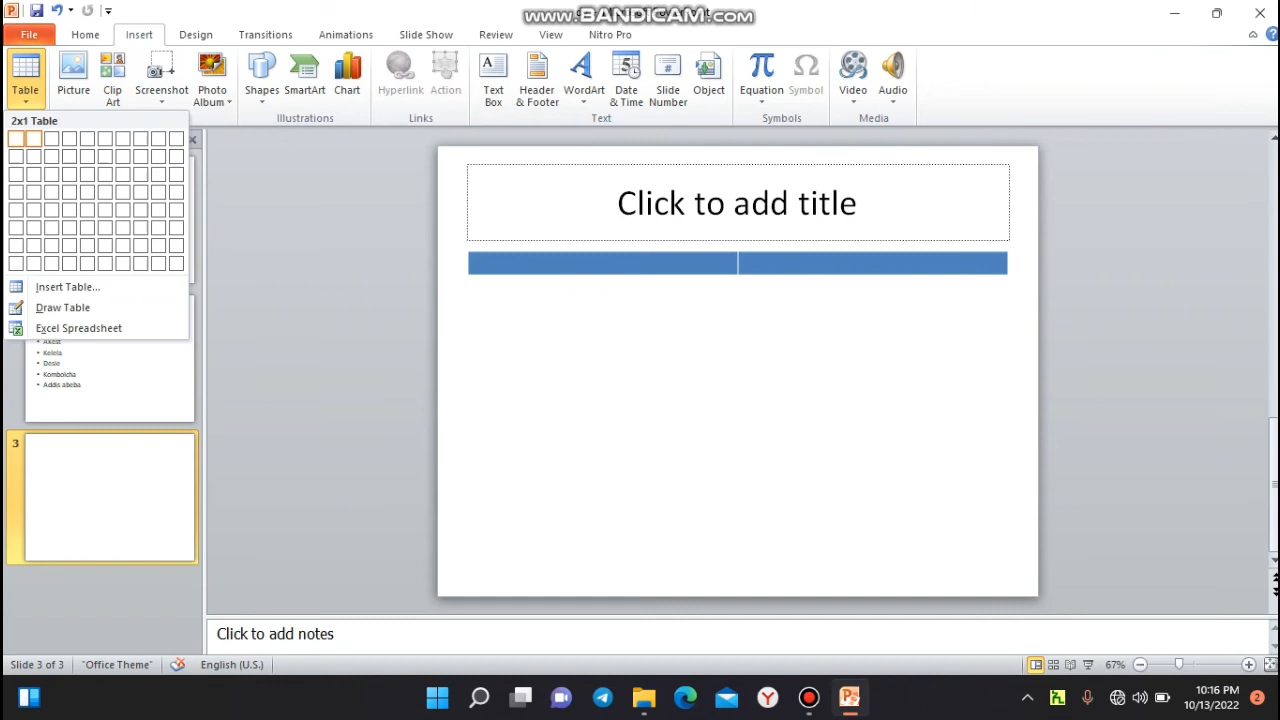 www.BANDICAM.com
File Home Insert Design Transitions Animations Slide Show Review View Nitro Pro
Table
Picture
Clip Art
Screenshot
Photo Album
Shapes
SmartArt
Chart
Hyperlink
Action
Text Box
Header & Footer
WordArt
Date & Time
Slide Number
Object
Equation
Symbol
Video
Audio
Illustrations
Links
Text
Symbols
Media
2x1 Table
Insert Table...
Draw Table
Excel Spreadsheet
Kelela
Desie
Kombolcha
Addis abeba
3
Click to add title
Click to add notes
Slide 3 of 3
"Office Theme"
English (U.S.)
67%
10:16 PM
10/13/2022
2